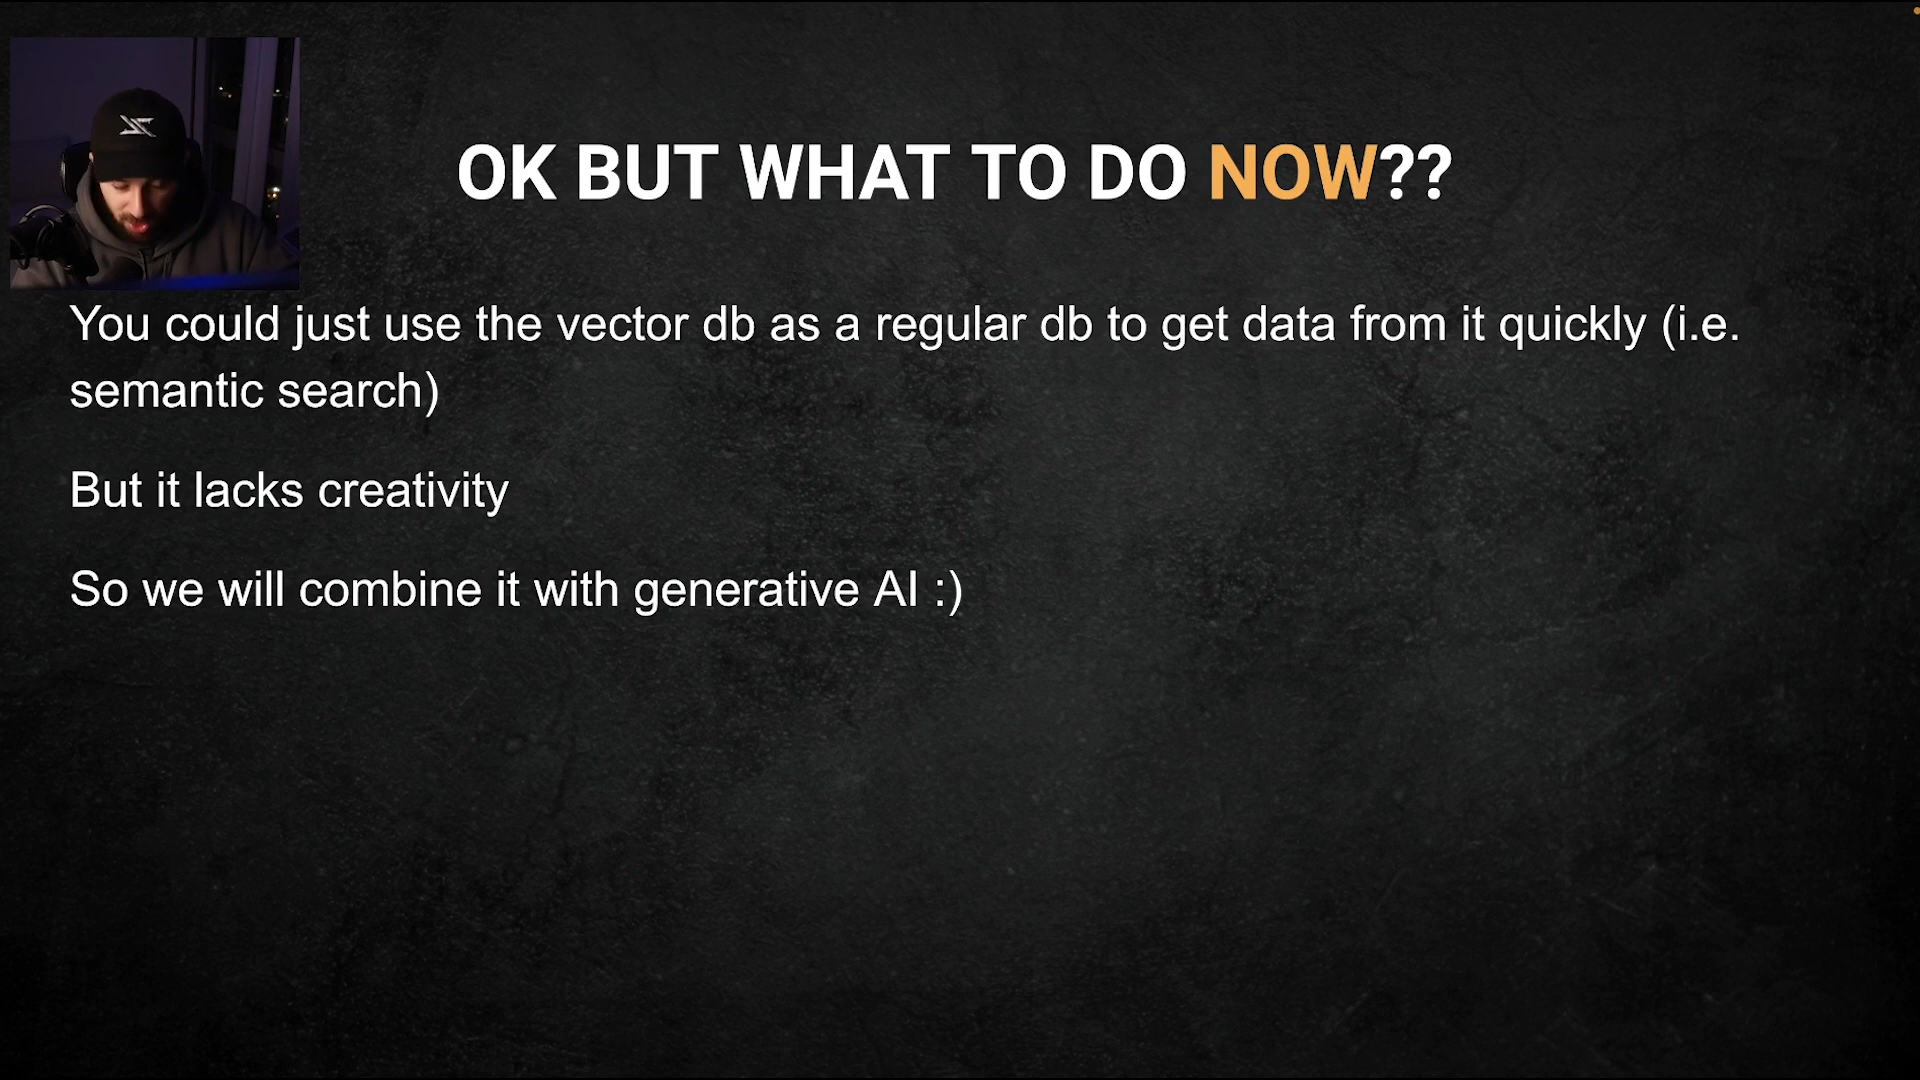 OK BUT WHAT TO DO NOW??
You could just use the vector db as a regular db to get data from it quickly (i.e.
semantic search)
But it lacks creativity
So we will combine it with generative AI :)